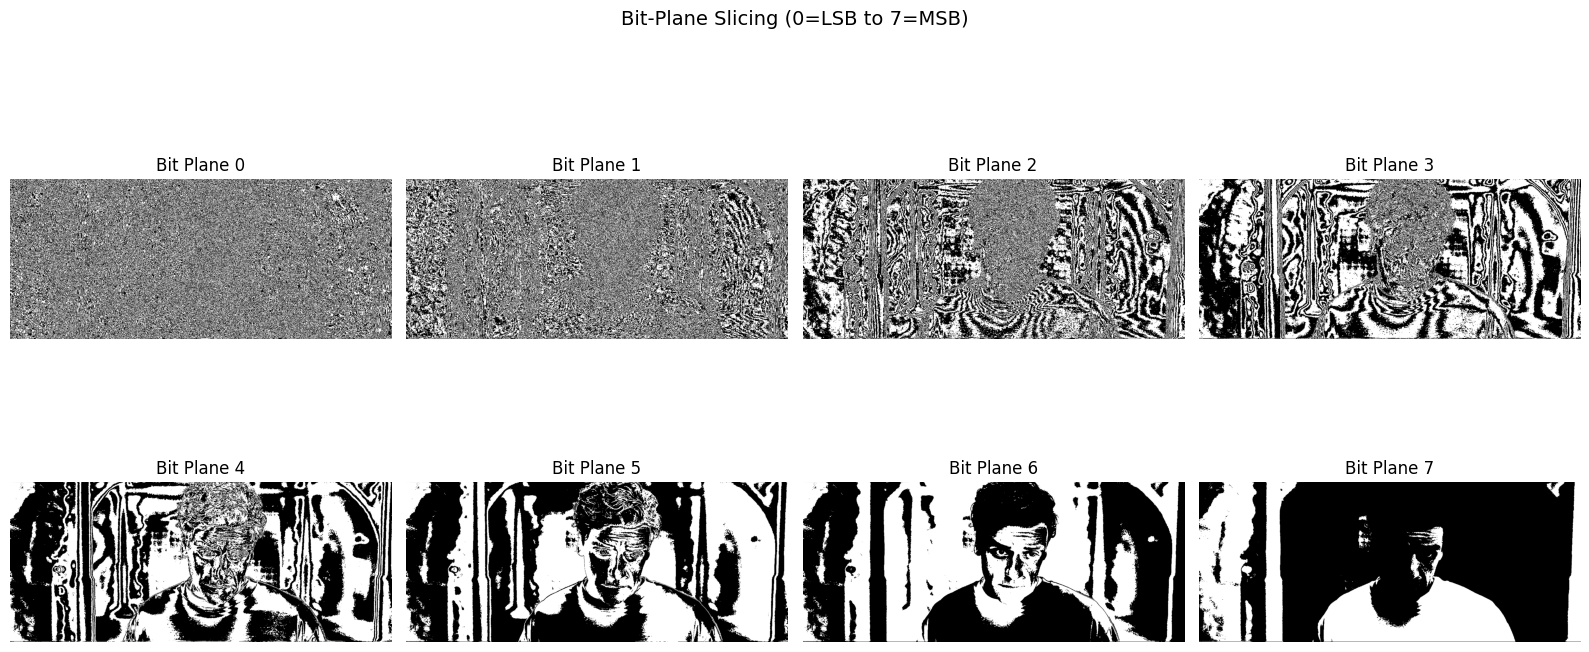 Bit-Plane Slicing (0=LSB to 7=MSB)
Bit Plane 0
Bit Plane 1
Bit Plane 2
Bit Plane 3
Bit Plane 4
Bit Plane 5
Bit Plane 6
Bit Plane 7